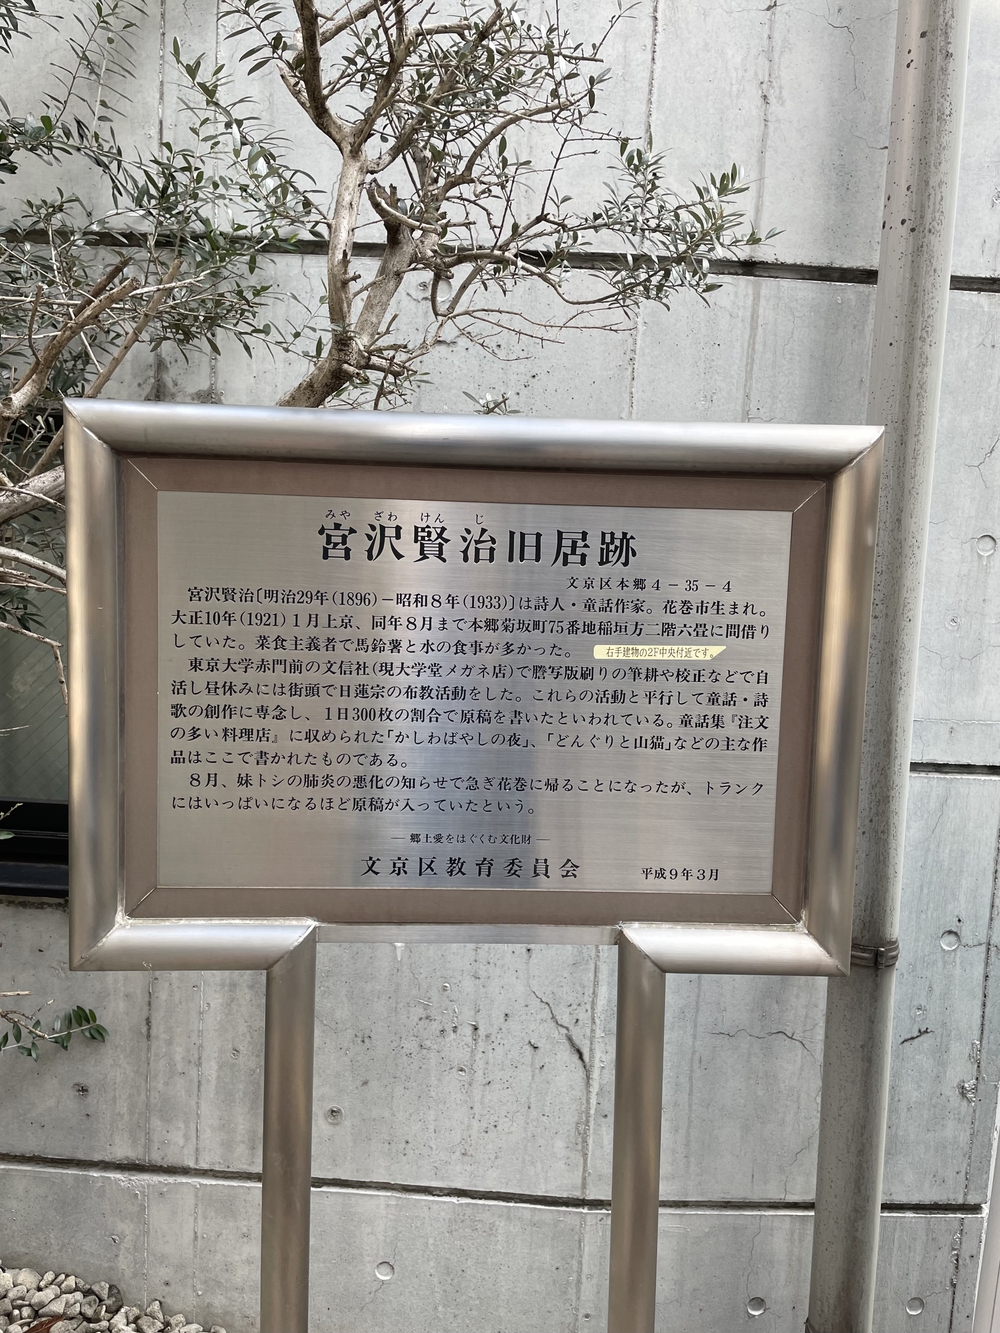 みや ざわ けん じ
宮沢賢治旧居跡
文京区本郷4－35－4
宮沢賢治〔明治29年(1896)－昭和8年(1933)〕は詩人・童話作家。花巻市生まれ。
大正10年(1921)1月上京、同年8月まで本郷菊坂町75番地稲垣方二階六畳に間借り
していた。菜食主義者で馬鈴薯と水の食事が多かった。 右手建物の2F中央付近です。
東京大学赤門前の文信社(現大学堂メガネ店)で謄写版刷りの筆耕や校正などで自
活し昼休みには街頭で日蓮宗の布教活動をした。これらの活動と平行して童話・詩
歌の創作に専念し、1日300枚の割合で原稿を書いたといわれている。童話集『注文
の多い料理店』に収められた「かしわばやしの夜」、「どんぐりと山猫」などの主な作
品はここで書かれたものである。
8月、妹トシの肺炎の悪化の知らせで急ぎ花巻に帰ることになったが、トランク
にはいっぱいになるほど原稿が入っていたという。
―郷土愛をはぐくむ文化財―
文京区教育委員会 平成9年3月